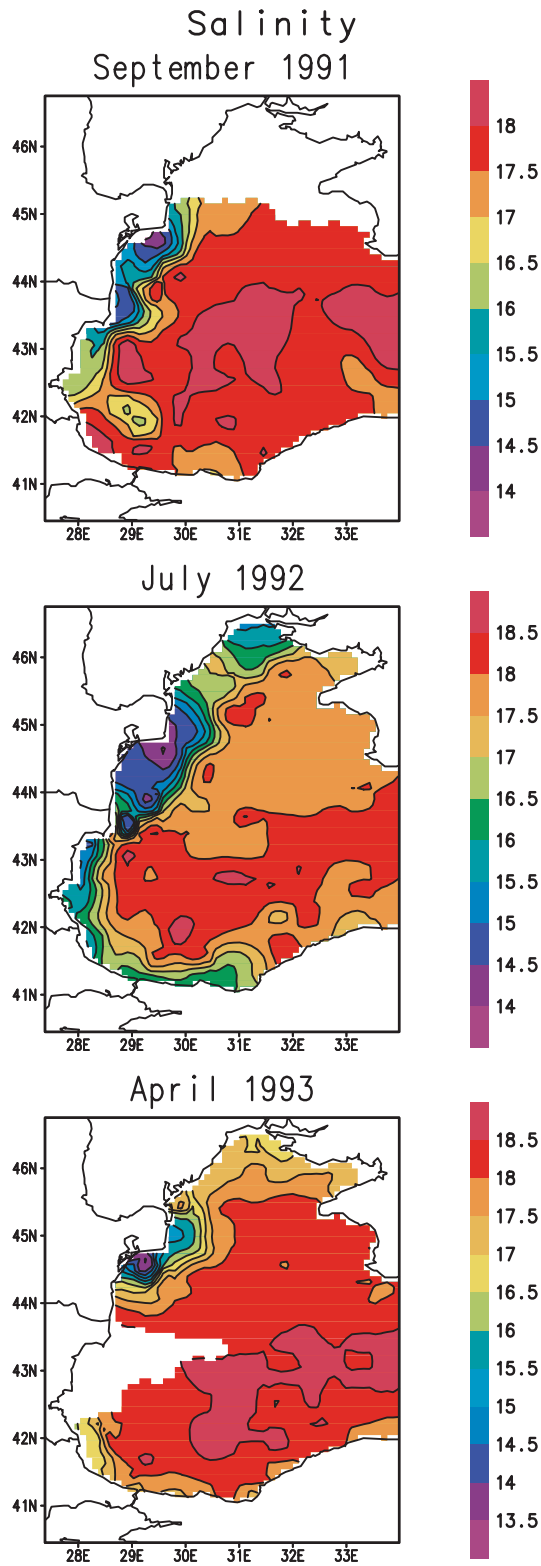 Salinity
September 1991
46N
45N
44N
43N
42N
41N
28E 29E 30E 31E 32E 33E
18
17.5
17
16.5
16
15.5
15
14.5
14
July 1992
46N
45N
44N
43N
42N
41N
28E 29E 30E 31E 32E 33E
18.5
18
17.5
17
16.5
16
15.5
15
14.5
14
April 1993
46N
45N
44N
43N
42N
41N
28E 29E 30E 31E 32E 33E
18.5
18
17.5
17
16.5
16
15.5
15
14.5
14
13.5